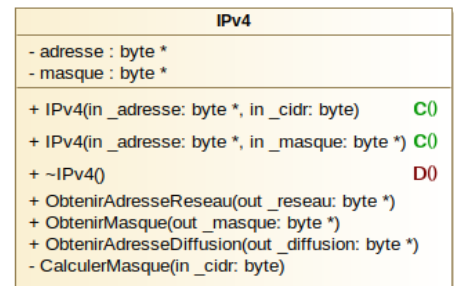 IPv4
- adresse : byte *
- masque : byte *
+ IPv4(in _adresse: byte *, in _cidr: byte) C()
+ IPv4(in _adresse: byte *, in _masque: byte *) C()
+ ~IPv4() D()
+ ObtenirAdresseReseau(out _reseau: byte *)
+ ObtenirMasque(out _masque: byte *)
+ ObtenirAdresseDiffusion(out _diffusion: byte *)
- CalculerMasque(in _cidr: byte)